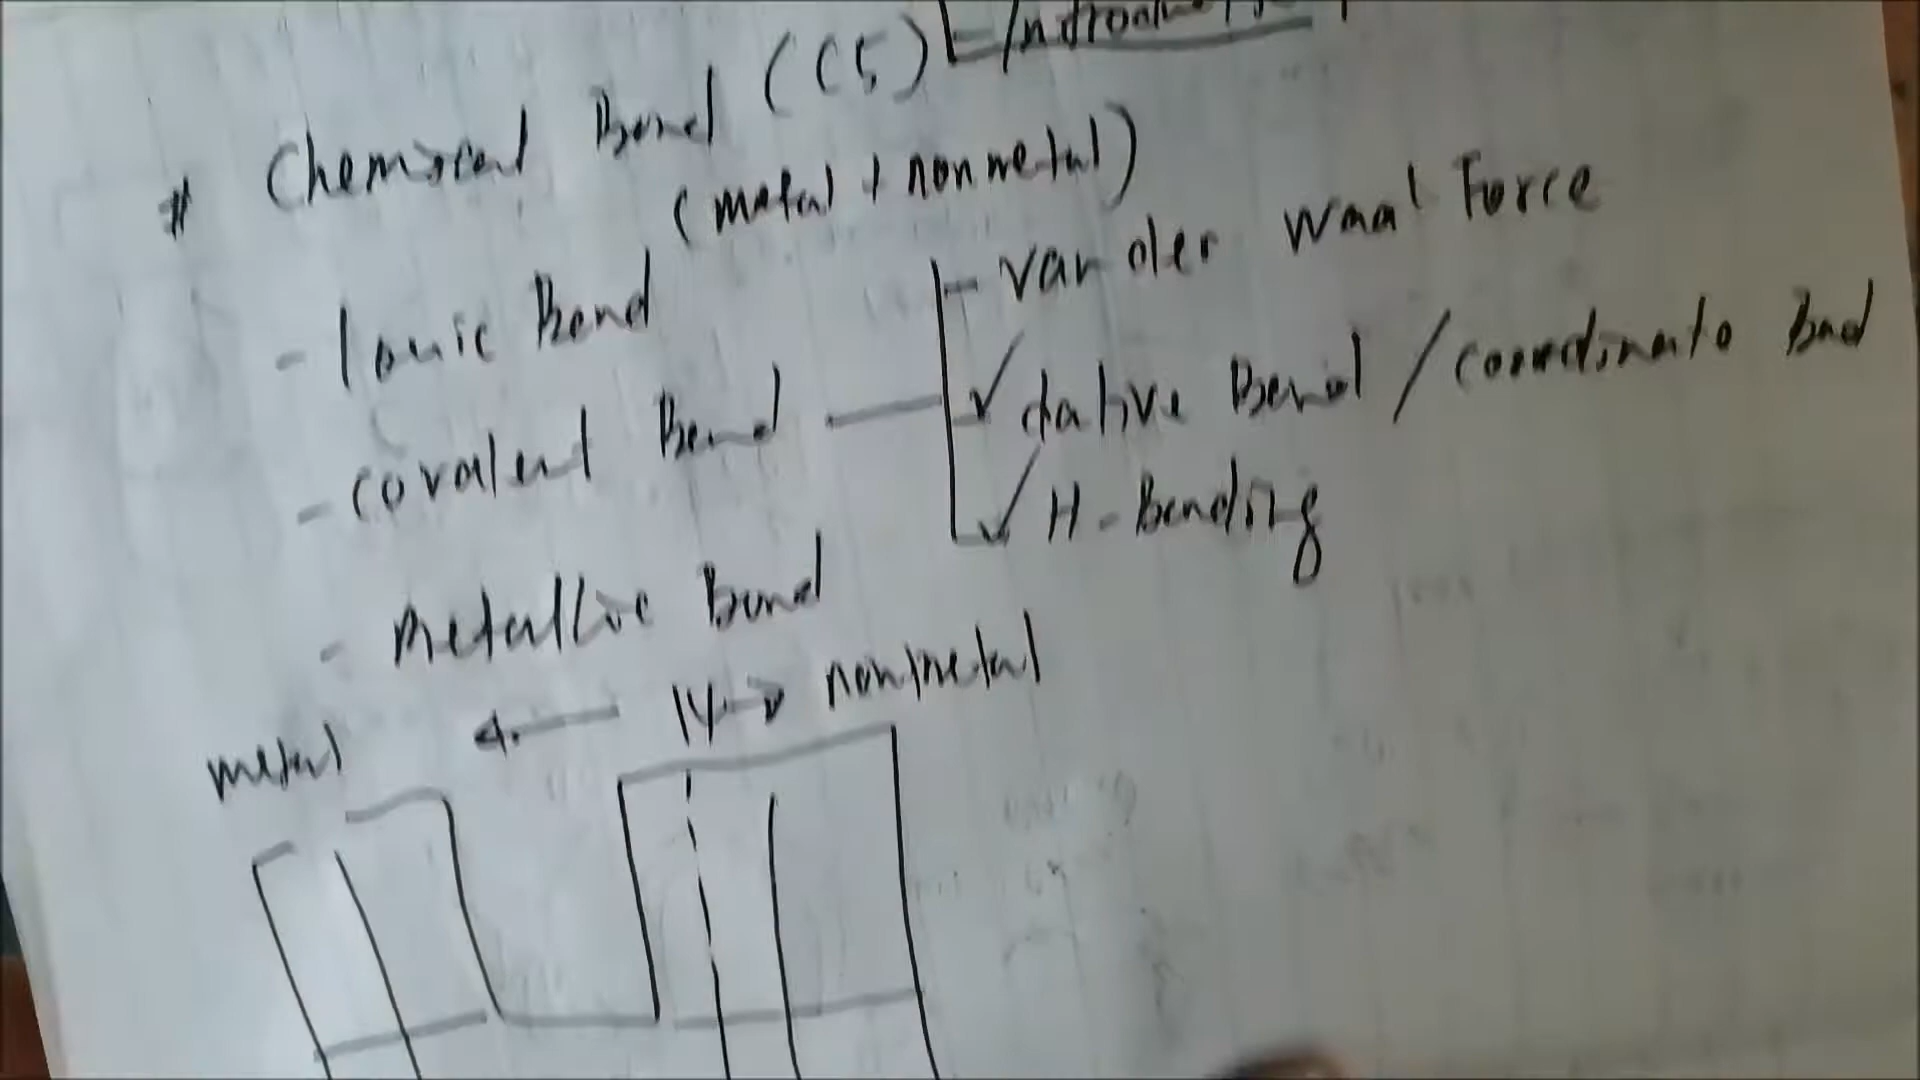 # Chemical Bond (C5)
(metal + nonmetal)
- Ionic Bond
- van der Waal Force
- Covalent Bond
✓ dative Bond / coordinate Bond
✓ H-Bonding
- Metallic Bond
metal ← 14 → nonmetal